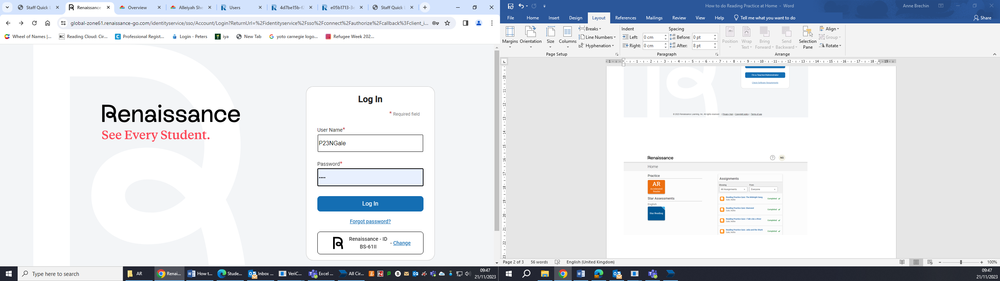 Staff Quick L
Renaissance
Overview
Alleiyah She
Users
4d7be15b-f2
e05b1713-3e
Staff Quick L
global-zone61.renaissance-go.com/identityservice/sso/Account/Login?ReturnUrl=%2Fidentityservice%2Fsso%2Fconnect%2Fauthorize%2Fcallback%3Fclient_i...
Wheel of Names |...
RC Reading Cloud: Cir...
Professional Regist...
Login - Peters
iya
New Tab
yoto carnegie logo...
Refugee Week 202...
Renaissance
See Every Student.
Log In
* Required field
User Name*
P23NGale
Password*
••••
Log In
Forgot password?
Renaissance - ID
BS-61II
- Change
How to do Reading Practice at Home - Word
Anne Brechin
File Home Insert Design Layout References Mailings Review View Help Tell me what you want to do
Share
Margins
Orientation
Size
Columns
Breaks
Line Numbers
Hyphenation
Page Setup
Indent
Left: 0 cm
Right: 0 cm
Spacing
Before: 0 pt
After: 8 pt
Paragraph
Position
Wrap
Text
Bring
Forward
Send
Backward
Selection
Pane
Align
Group
Rotate
Arrange
I'm a Teacher/Administrator
Check Software Requirements
© 2023 Renaissance Learning, Inc. All rights reserved. | Privacy Hub | Copyright policy | Terms of use
Renaissance
? NG
Home
Practice
AR
Accelerated
Reader
Star Assessments
English
Star Reading
Assignments
Showing From
All Assignments Everyone
Reading Practice Quiz: The Midnight Gang
Gale, Nellie
Completed
Reading Practice Quiz: Diamond
Gale, Nellie
Completed
Reading Practice Quiz: I Talk Like a River
Gale, Nellie
Completed
Reading Practice Quiz: Julia and the Shark
Gale, Nellie
Completed
Page 2 of 3 56 words English (United Kingdom)
100%
Type here to search
AR
Renai...
How t...
Stude...
Inbox ...
VeriC...
Excel ...
All Cir...
09:47
21/11/2023
09:47
21/11/2023